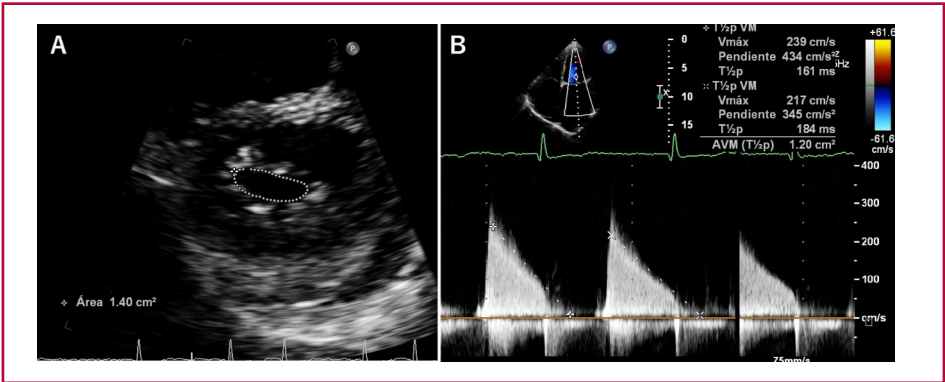 A
P
Área 1.40 cm²
B
P
0
5
10
15
X
T½p VM
Vmáx 239 cm/s
Pendiente 434 cm/s²
T½p 161 ms
T½p VM
Vmáx 217 cm/s
Pendiente 345 cm/s²
T½p 184 ms
AVM (T½p) 1.20 cm²
+61.6
-61.6
cm/s
400
300
200
100
cm/s
75mm/s